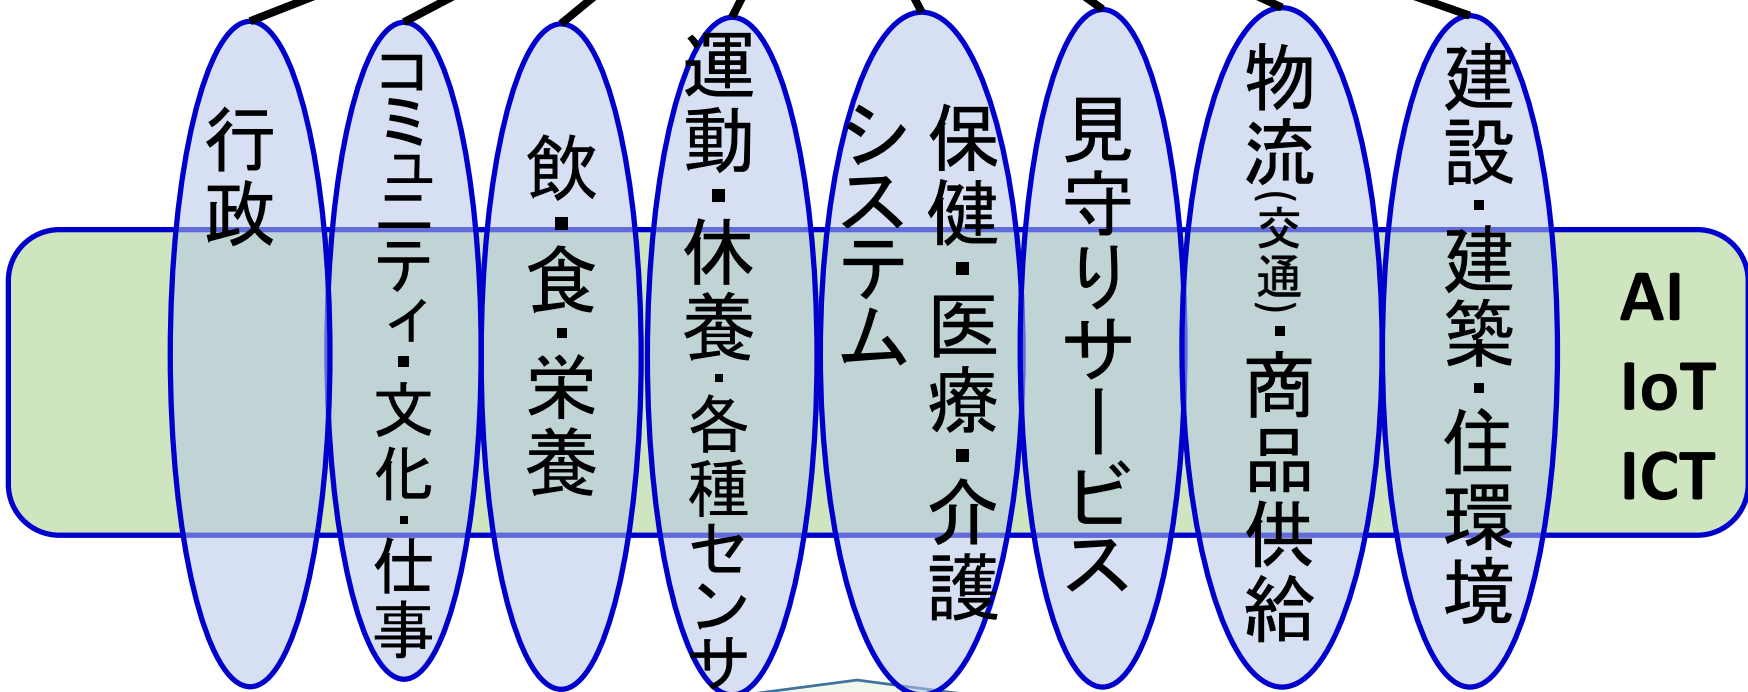 行政
コミュニティ・文化・仕事
飲・食・栄養
運動・休養・各種センサ
保健・医療・介護
システム
見守りサービス
物流(交通)・商品供給
建設・建築・住環境
AI
IoT
ICT